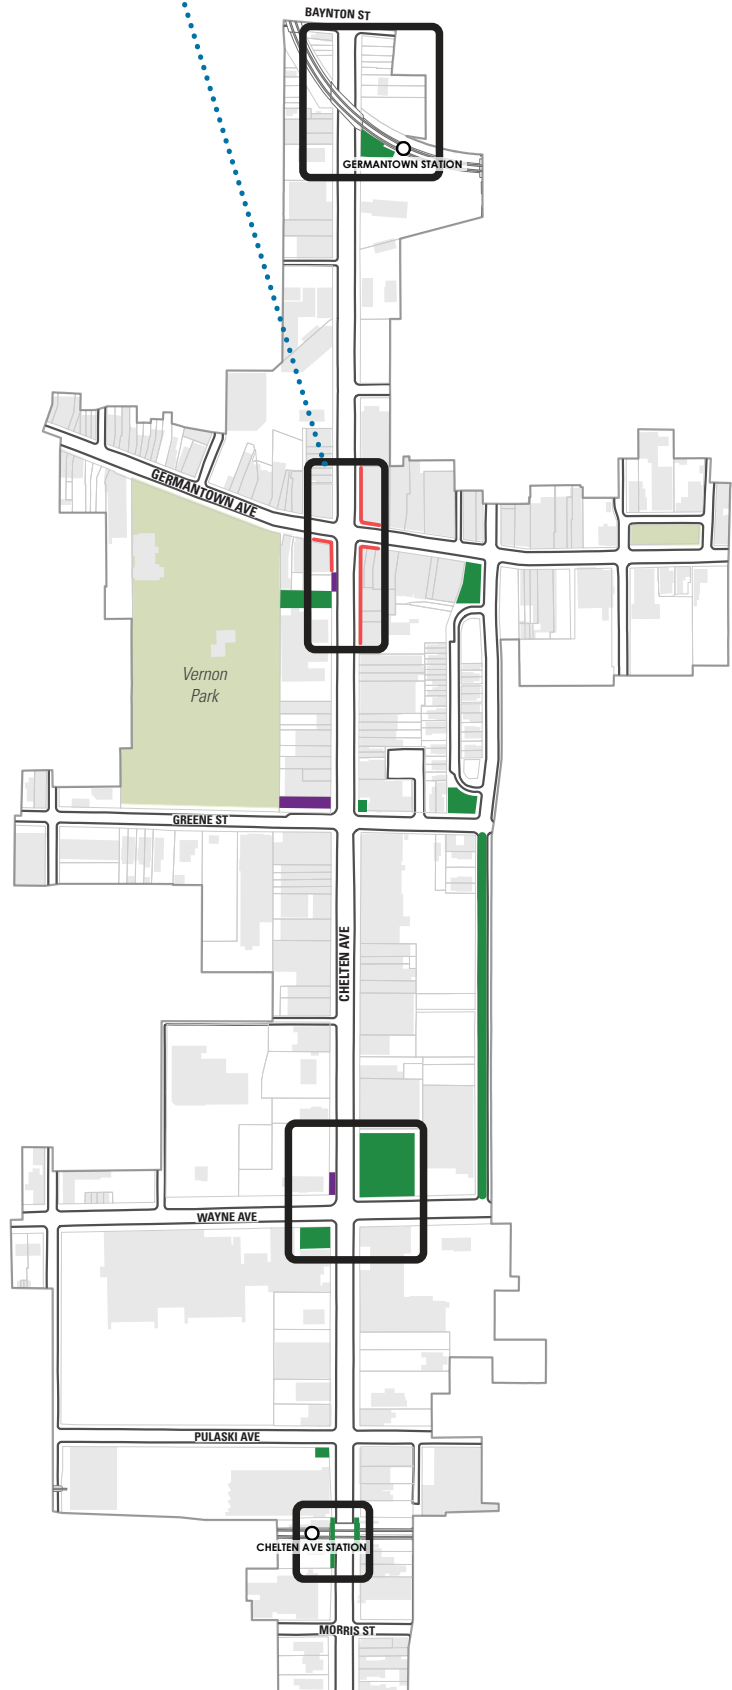 BAYNTON ST
GERMANTOWN STATION
GERMANTOWN AVE
Vernon
Park
GREENE ST
CHELTEN AVE
WAYNE AVE
PULASKI AVE
CHELTEN AVE STATION
MORRIS ST